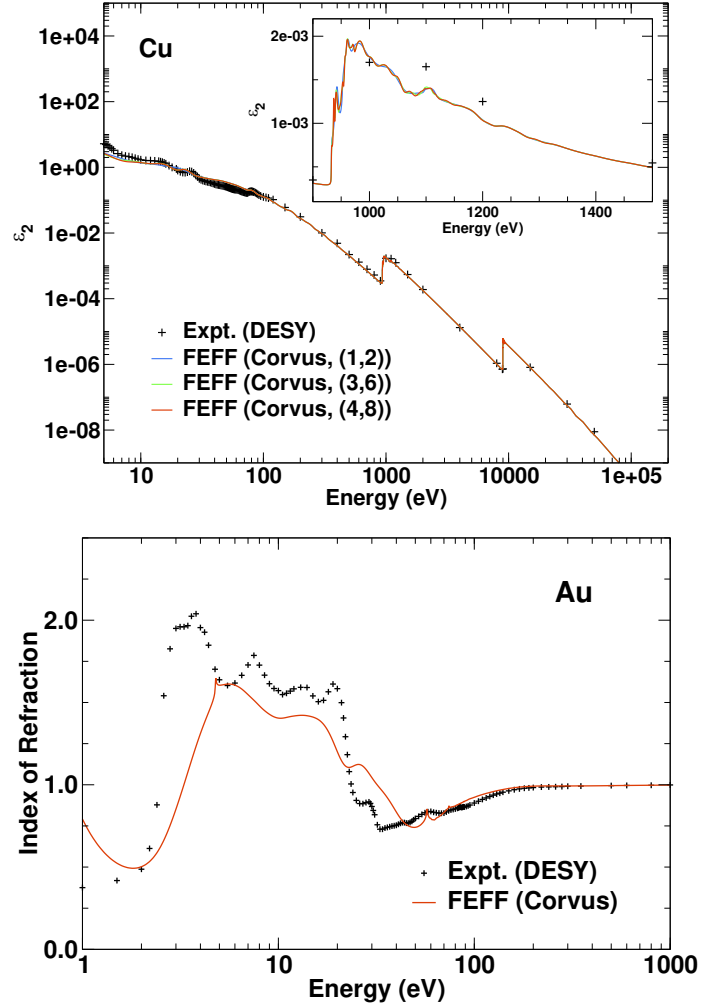 Cu
1e+04
1e+02
1e+00
1e-02
1e-04
1e-06
1e-08
ε2
10
100
1000
10000
1e+05
Energy (eV)
2e-03
1e-03
ε2
1000
1200
1400
Energy (eV)
Expt. (DESY)
FEFF (Corvus, (1,2))
FEFF (Corvus, (3,6))
FEFF (Corvus, (4,8))
Au
2.0
1.0
0.0
Index of Refraction
1
10
100
1000
Energy (eV)
Expt. (DESY)
FEFF (Corvus)